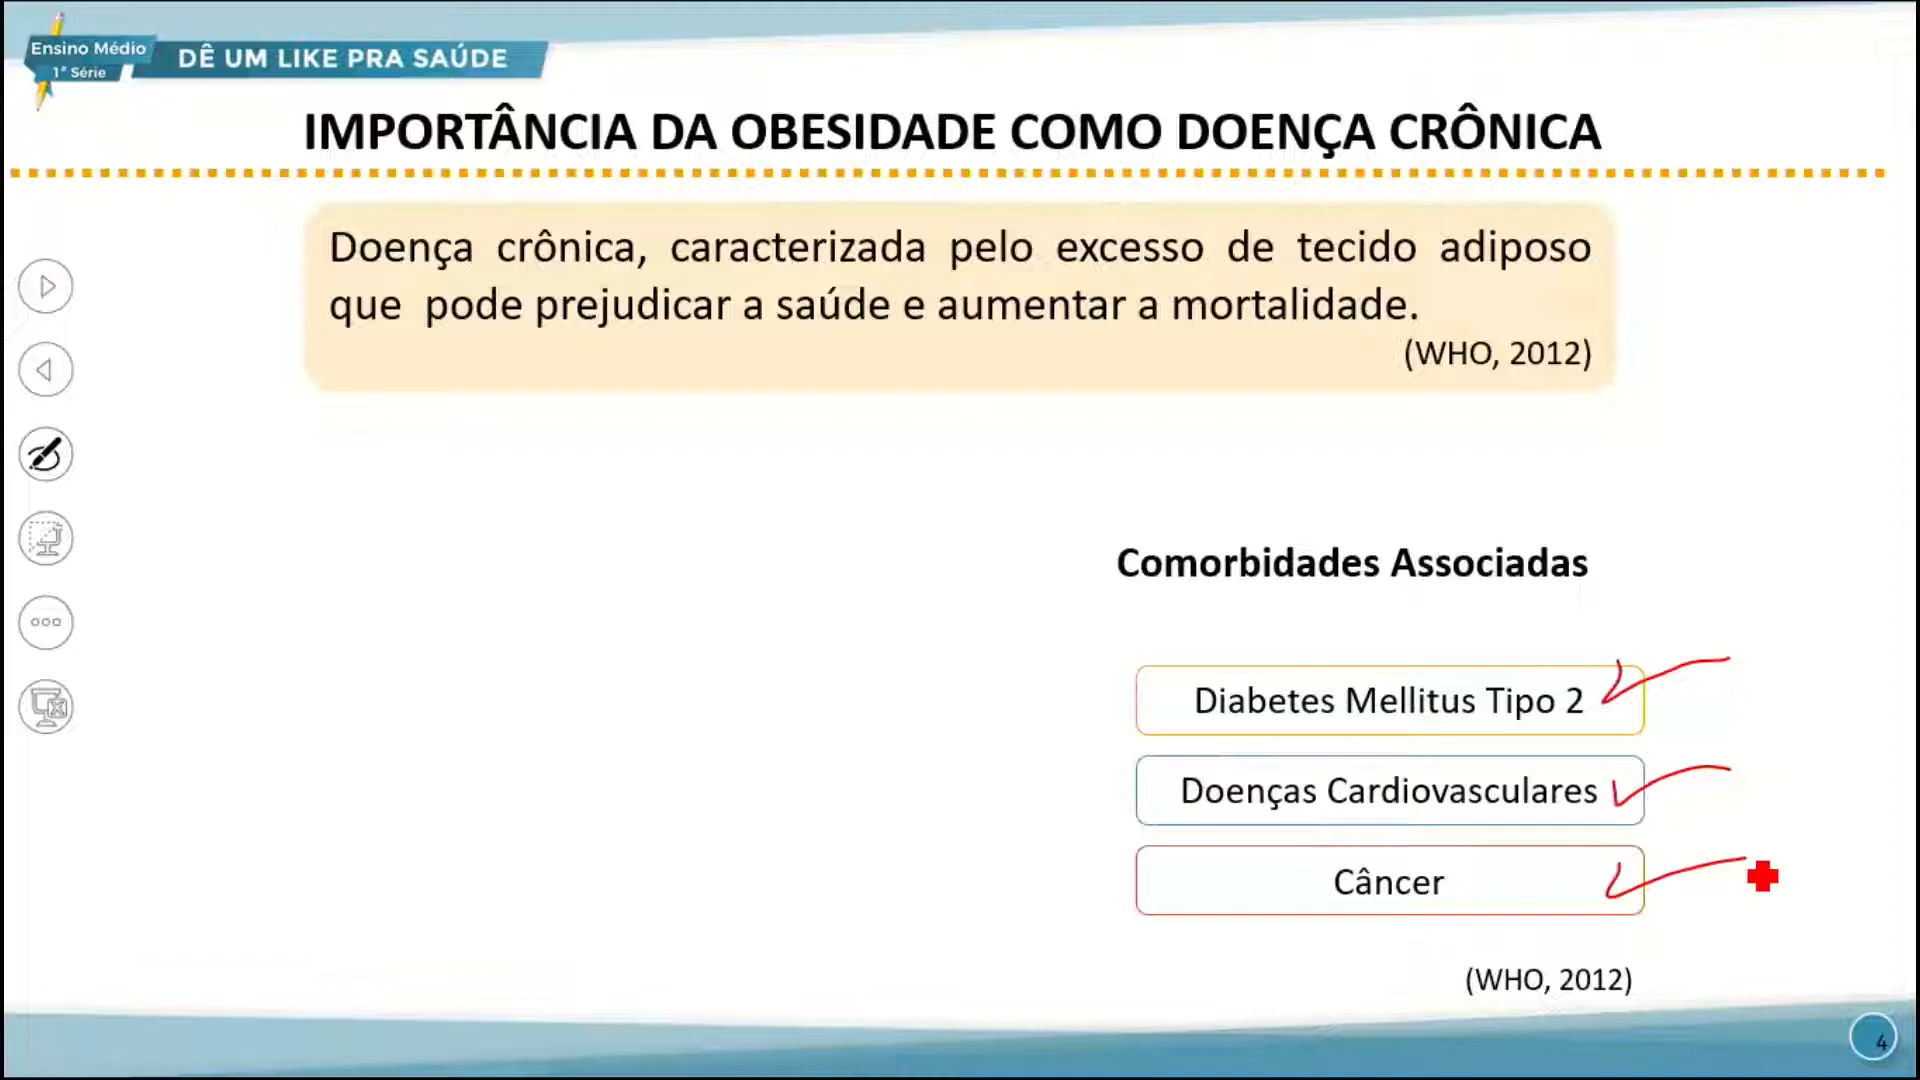 Ensino Médio
1ª Série
DÊ UM LIKE PRA SAÚDE
IMPORTÂNCIA DA OBESIDADE COMO DOENÇA CRÔNICA
Doença crônica, caracterizada pelo excesso de tecido adiposo
que pode prejudicar a saúde e aumentar a mortalidade.
(WHO, 2012)
Comorbidades Associadas
Diabetes Mellitus Tipo 2
Doenças Cardiovasculares
Câncer
(WHO, 2012)
4